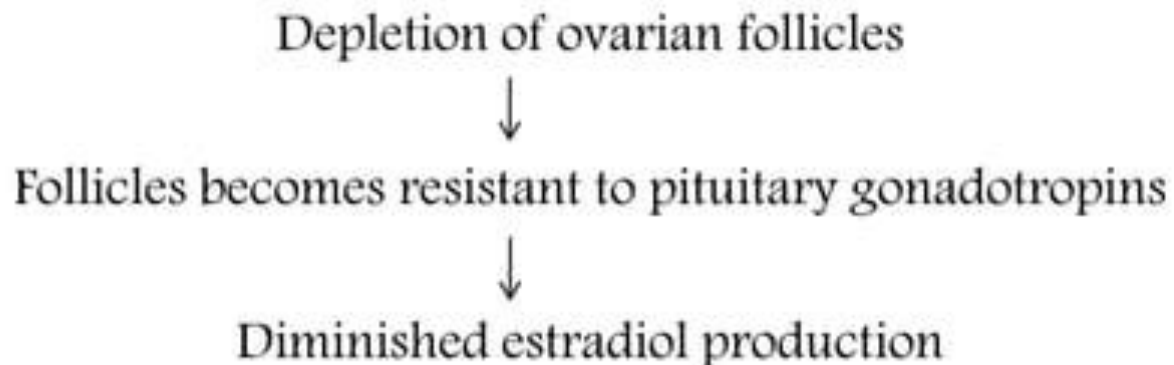 Depletion of ovarian follicles
Follicles becomes resistant to pituitary gonadotropins
Diminished estradiol production